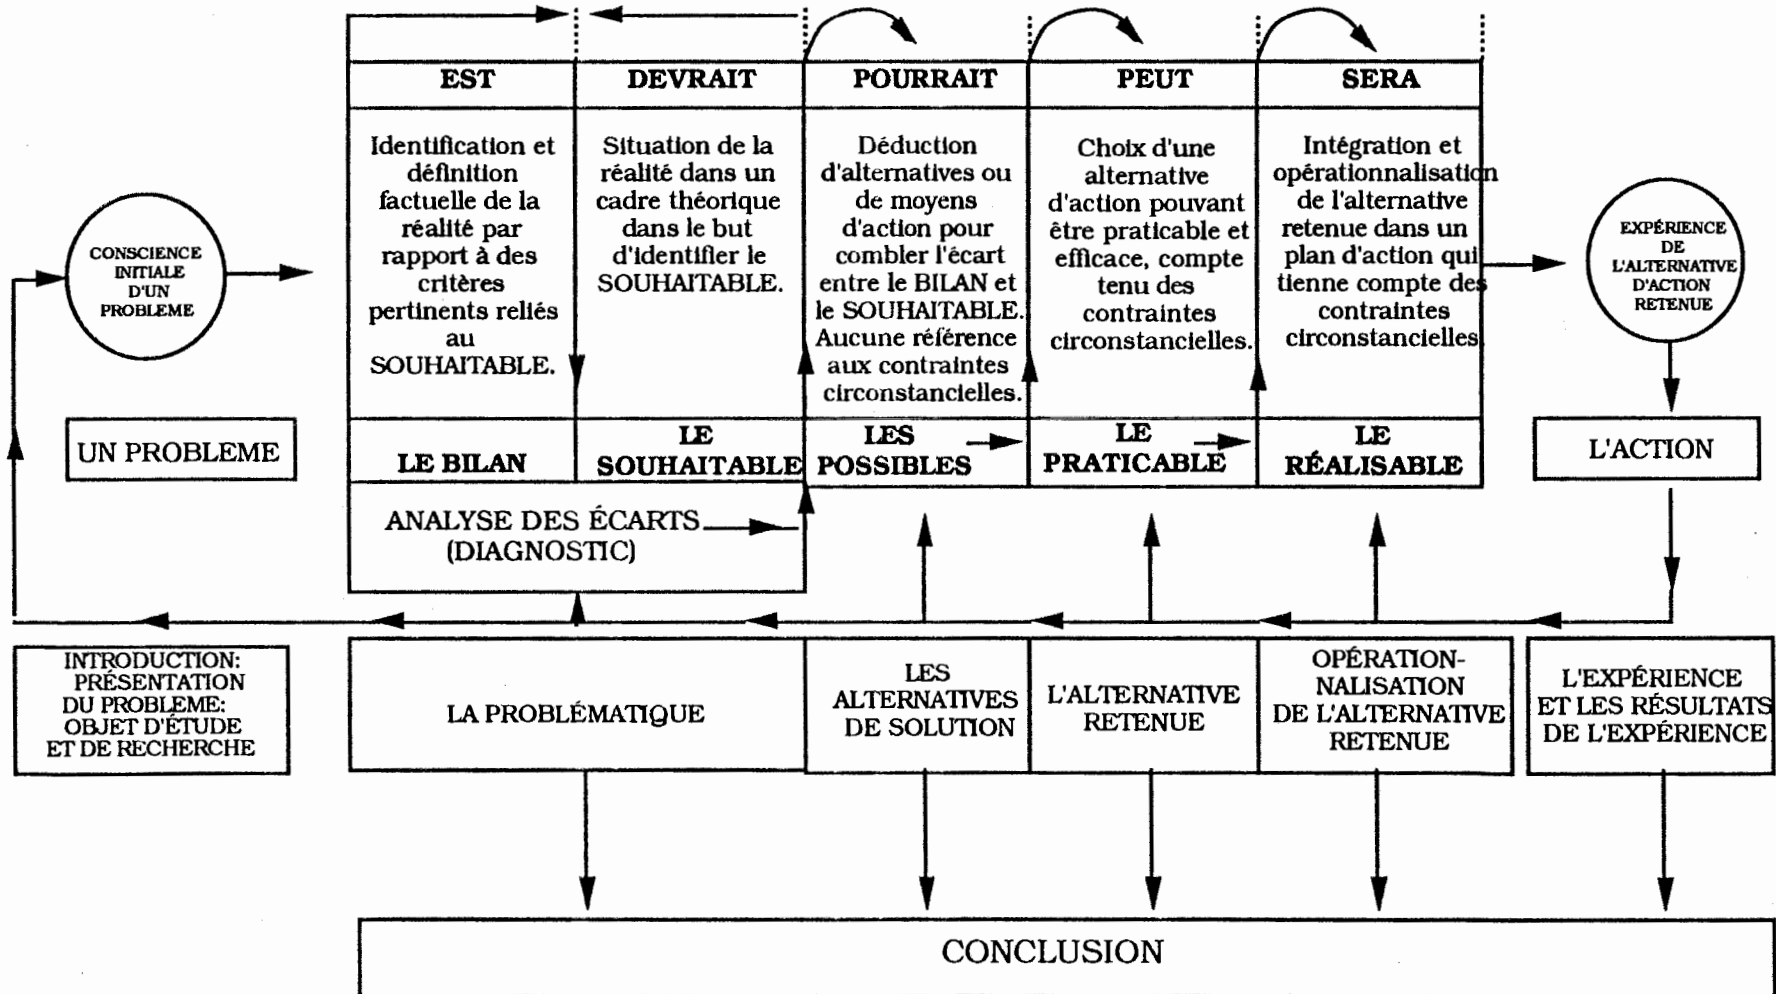 EST
DEVRAIT
POURRAIT
PEUT
SERA
CONSCIENCE
INITIALE
D'UN
PROBLEME
Identification et
définition
factuelle de la
réalité par
rapport à des
critères
pertinents reliés
au
SOUHAITABLE.
Situation de la
réalité dans un
cadre théorique
dans le but
d'identifier le
SOUHAITABLE.
Déduction
d'alternatives ou
de moyens
d'action pour
combler l'écart
entre le BILAN et
le SOUHAITABLE.
Aucune référence
aux contraintes
circonstancielles.
Choix d'une
alternative
d'action pouvant
être praticable et
efficace, compte
tenu des
contraintes
circonstancielles.
Intégration et
opérationnalisation
de l'alternative
retenue dans un
plan d'action qui
tienne compte des
contraintes
circonstancielles
EXPÉRIENCE
DE
L'ALTERNATIVE
D'ACTION
RETENUE
UN PROBLEME
LE BILAN
LE
SOUHAITABLE
LES
POSSIBLES
LE
PRATICABLE
LE
RÉALISABLE
L'ACTION
ANALYSE DES ÉCARTS
(DIAGNOSTIC)
INTRODUCTION:
PRÉSENTATION
DU PROBLEME:
OBJET D'ÉTUDE
ET DE RECHERCHE
LA PROBLÉMATIQUE
LES
ALTERNATIVES
DE SOLUTION
L'ALTERNATIVE
RETENUE
OPÉRATION-
NALISATION
DE L'ALTERNATIVE
RETENUE
L'EXPÉRIENCE
ET LES RÉSULTATS
DE L'EXPÉRIENCE
CONCLUSION